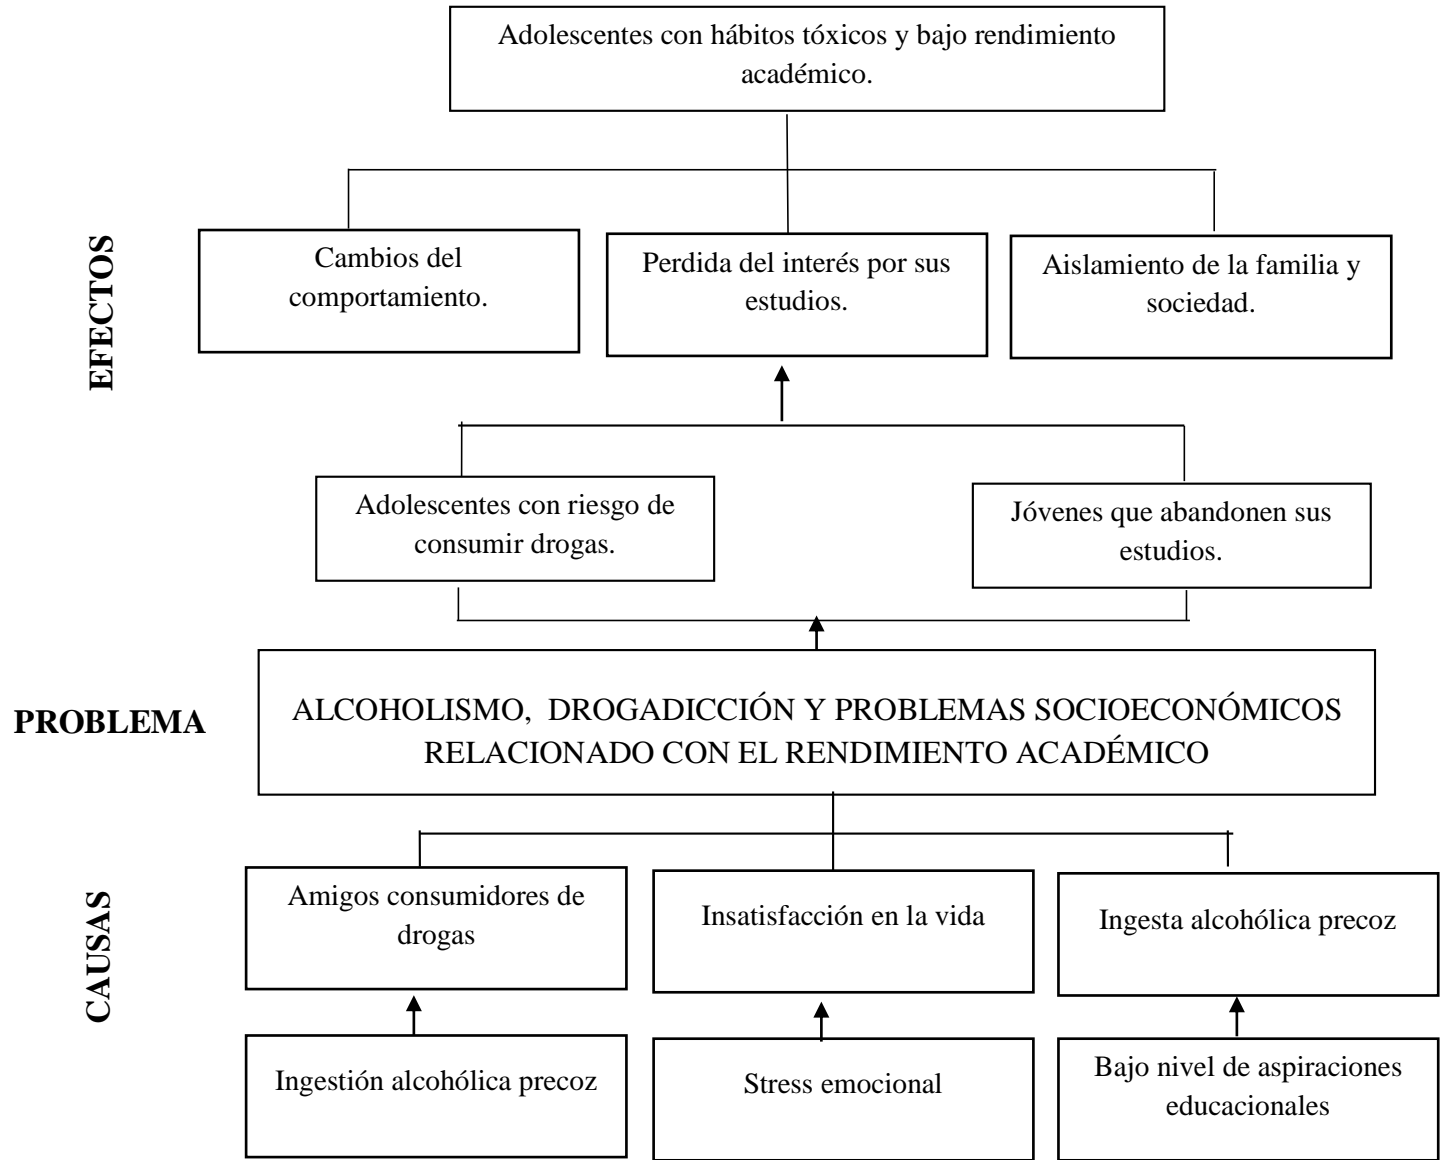 Adolescentes con hábitos tóxicos y bajo rendimiento
académico.
EFECTOS
Cambios del
comportamiento.
Perdida del interés por sus
estudios.
Aislamiento de la familia y
sociedad.
Adolescentes con riesgo de
consumir drogas.
Jóvenes que abandonen sus
estudios.
PROBLEMA
ALCOHOLISMO, DROGADICCIÓN Y PROBLEMAS SOCIOECONÓMICOS
RELACIONADO CON EL RENDIMIENTO ACADÉMICO
CAUSAS
Amigos consumidores de
drogas
Insatisfacción en la vida
Ingesta alcohólica precoz
Ingestión alcohólica precoz
Stress emocional
Bajo nivel de aspiraciones
educacionales